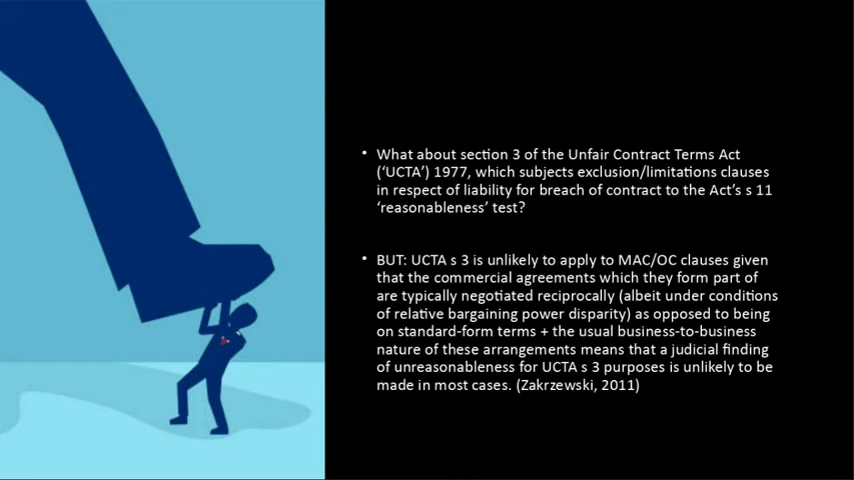 • What about section 3 of the Unfair Contract Terms Act
(‘UCTA’) 1977, which subjects exclusion/limitations clauses
in respect of liability for breach of contract to the Act’s s 11
‘reasonableness’ test?
• BUT: UCTA s 3 is unlikely to apply to MAC/OC clauses given
that the commercial agreements which they form part of
are typically negotiated reciprocally (albeit under conditions
of relative bargaining power disparity) as opposed to being
on standard-form terms + the usual business-to-business
nature of these arrangements means that a judicial finding
of unreasonableness for UCTA s 3 purposes is unlikely to be
made in most cases. (Zakrzewski, 2011)